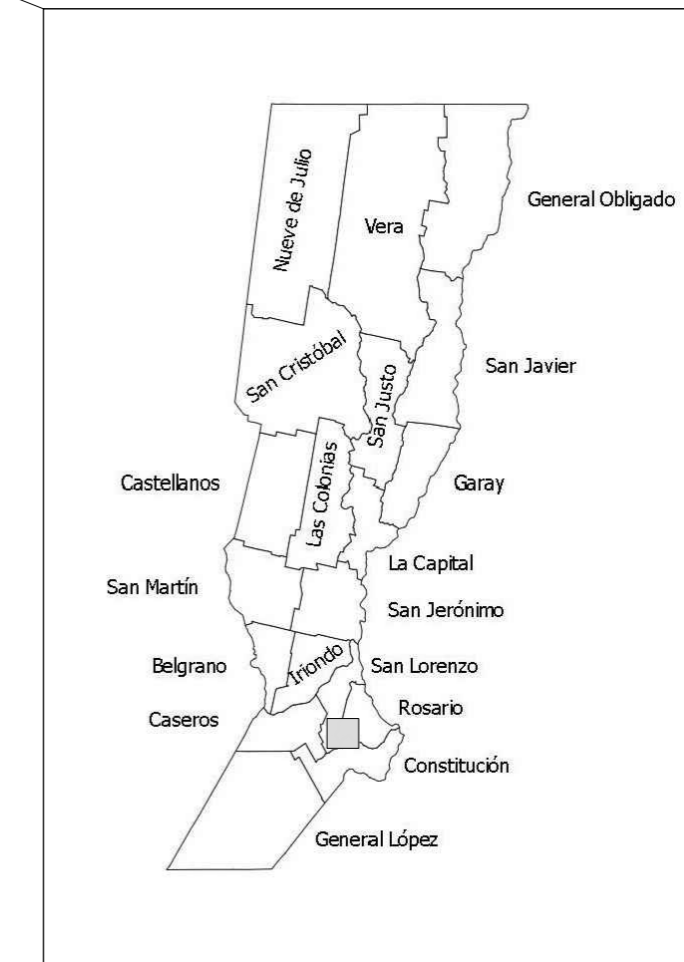 Nueve de Julio
Vera
General Obligado
San Cristóbal
San Justo
San Javier
Castellanos
Las Colonias
Garay
La Capital
San Martín
San Jerónimo
Belgrano
Iriondo
San Lorenzo
Caseros
Rosario
Constitución
General López